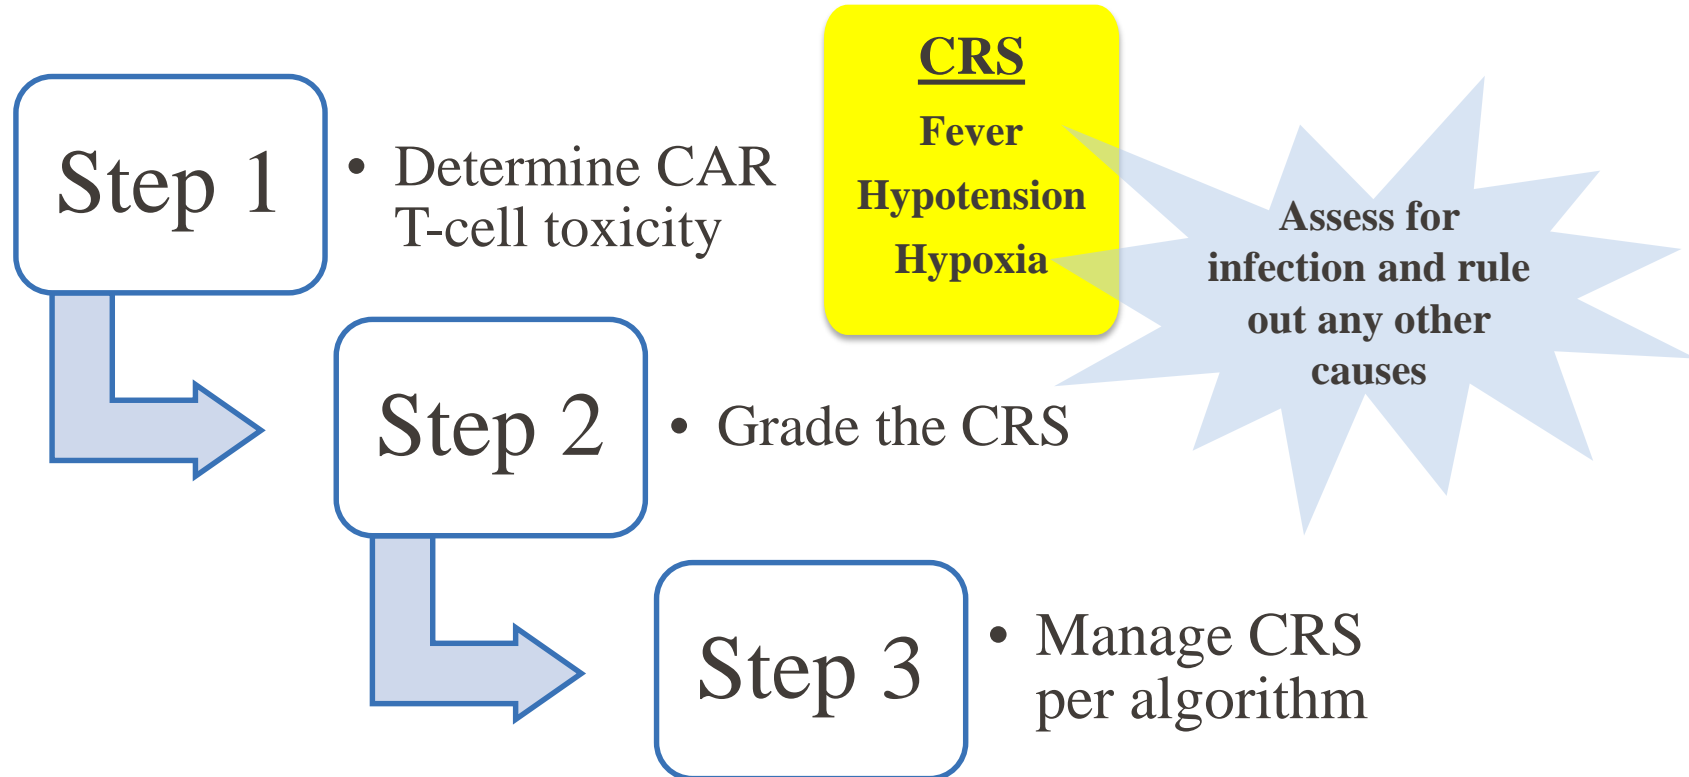 Step 1
• Determine CAR
T-cell toxicity
CRS
Fever
Hypotension
Hypoxia
Assess for
infection and rule
out any other
causes
Step 2
• Grade the CRS
Step 3
• Manage CRS
per algorithm